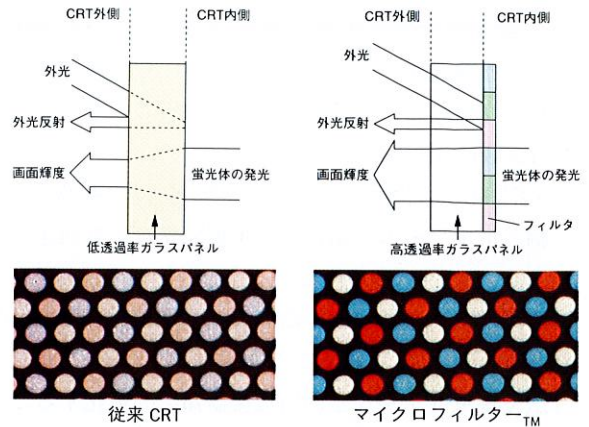 CRT外側
CRT内側
外光
外光反射
画面輝度
蛍光体の発光
低透過率ガラスパネル
従来 CRT
CRT外側
CRT内側
外光
外光反射
画面輝度
蛍光体の発光
フィルタ
高透過率ガラスパネル
マイクロフィルターTM